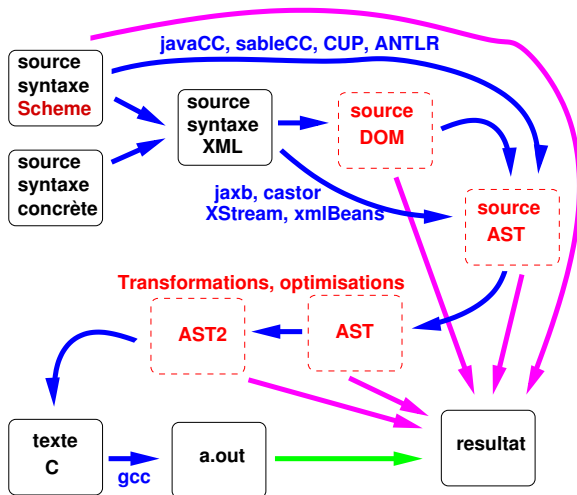 javaCC, sableCC, CUP, ANTLR
source
syntaxe
Scheme
source
syntaxe
XML
source
DOM
source
syntaxe
concrète
jaxb, castor
XStream, xmlBeans
source
AST
Transformations, optimisations
AST2
AST
texte
C
gcc
a.out
resultat